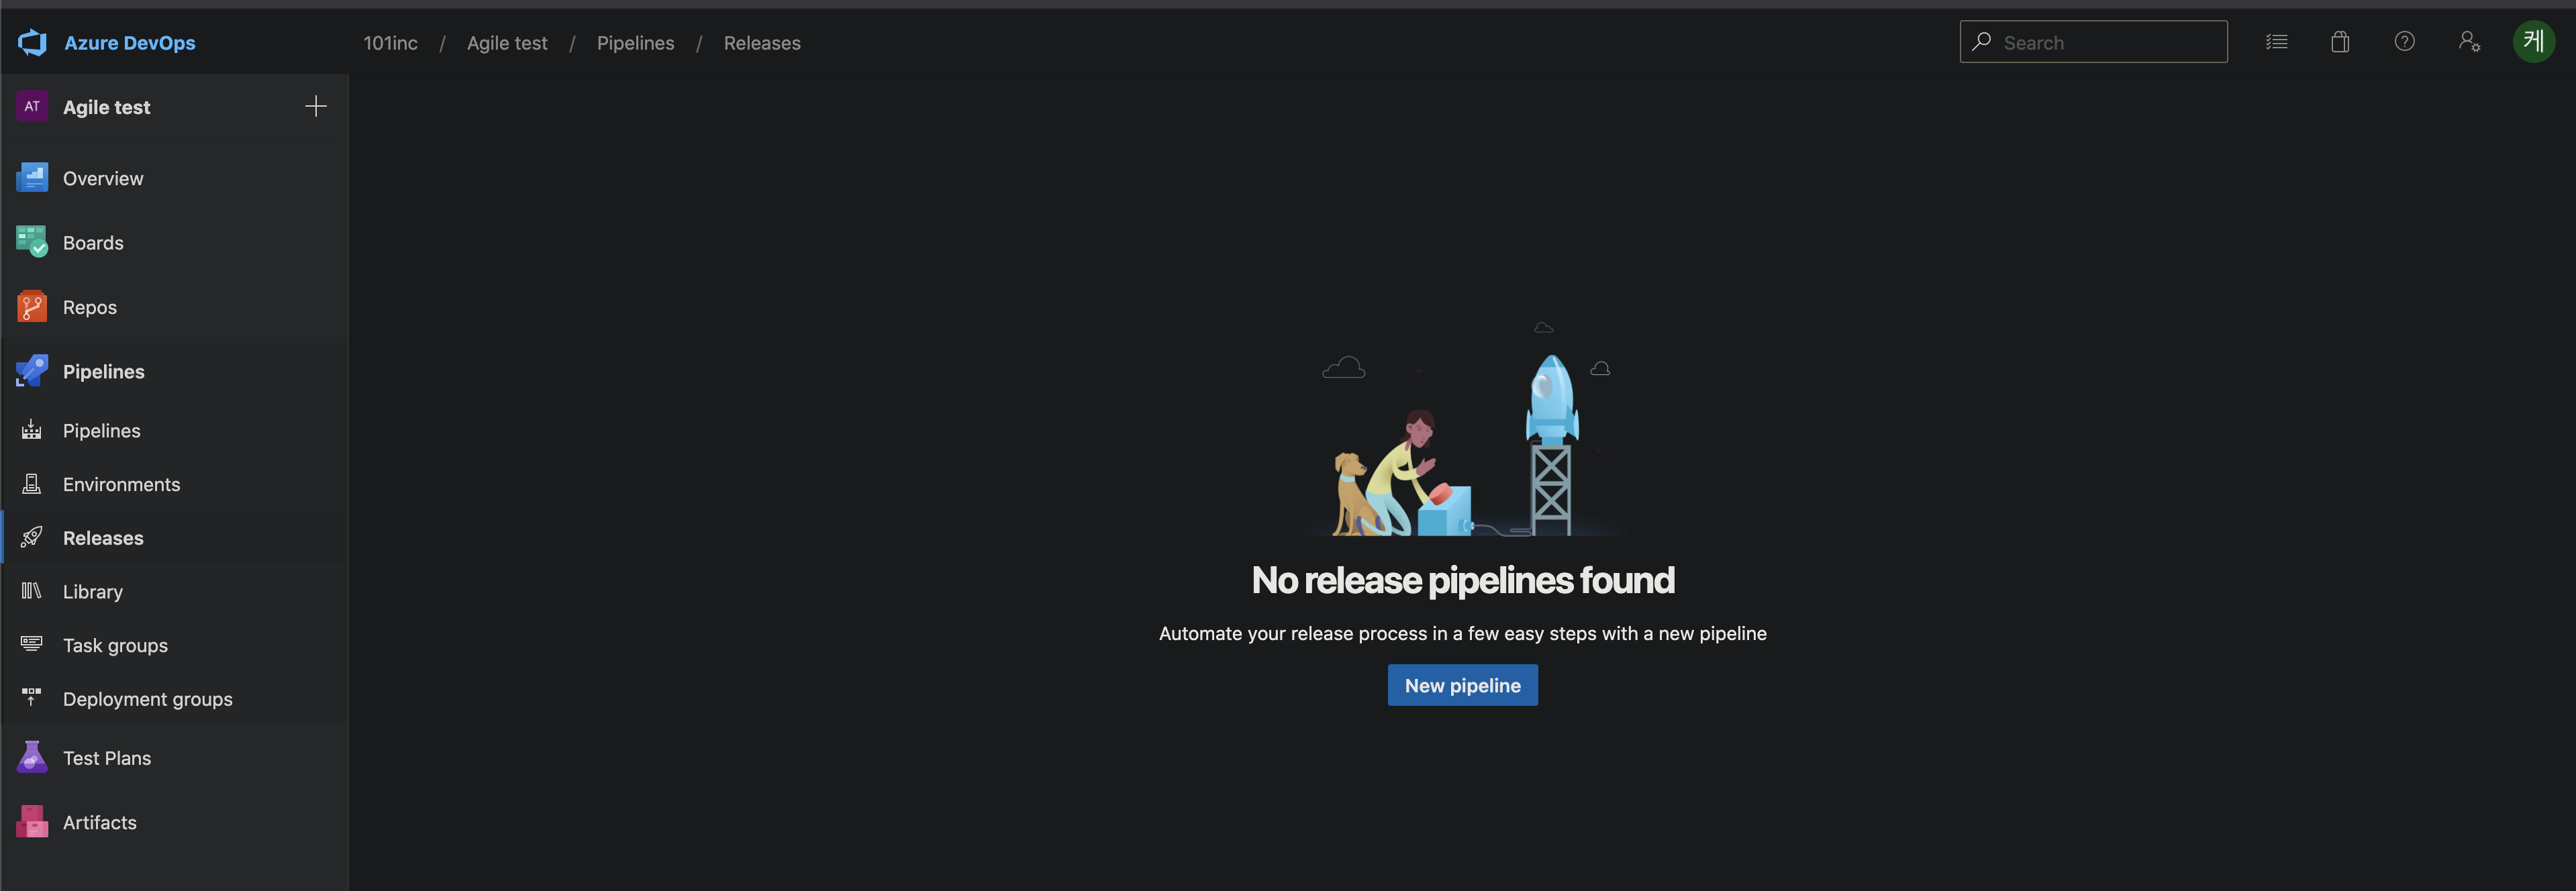 Azure DevOps
101inc / Agile test / Pipelines / Releases
Search
케
AT Agile test
Overview
Boards
Repos
Pipelines
Pipelines
Environments
Releases
Library
Task groups
Deployment groups
Test Plans
Artifacts
No release pipelines found
Automate your release process in a few easy steps with a new pipeline
New pipeline